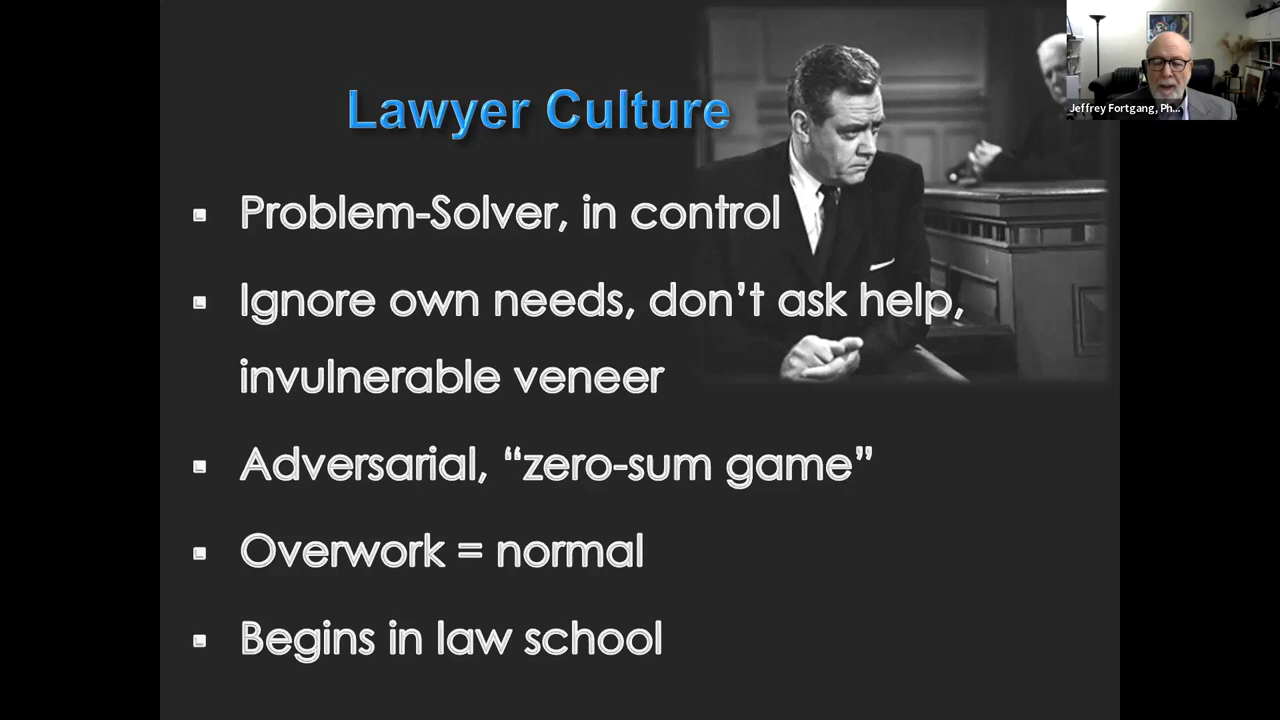 Lawyer Culture
Jeffrey Fortgang, Ph...
Problem-Solver, in control
Ignore own needs, don’t ask help,
invulnerable veneer
Adversarial, “zero-sum game”
Overwork = normal
Begins in law school